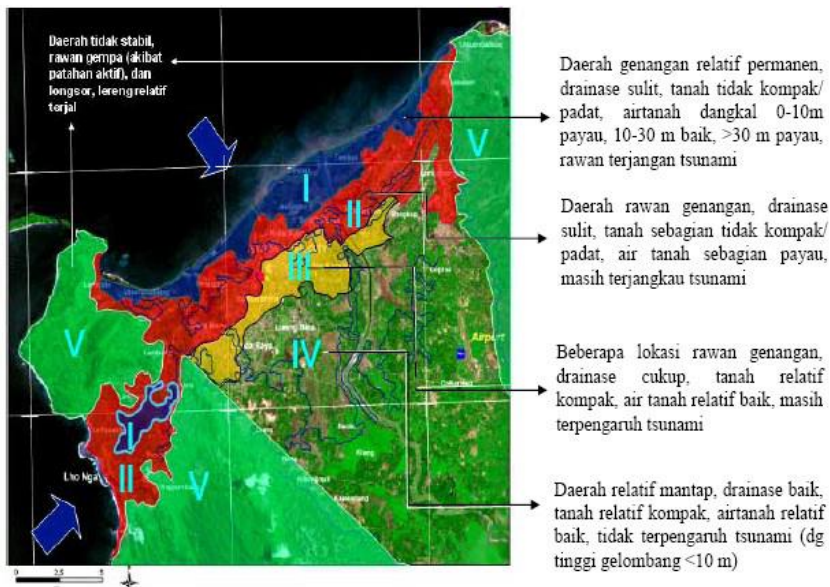 Daerah tidak stabil,
rawan gempa (akibat
patahan aktif), dan
longsor, lereng relatif
terjal
Daerah genangan relatif permanen,
drainase sulit, tanah tidak kompak/
padat, airtanah dangkal 0-10m
payau, 10-30 m baik, >30 m payau,
rawan terjangan tsunami
Daerah rawan genangan, drainase
sulit, tanah sebagian tidak kompak/
padat, air tanah sebagian payau,
masih terjangkau tsunami
Beberapa lokasi rawan genangan,
drainase cukup, tanah relatif
kompak, air tanah relatif baik, masih
terpengaruh tsunami
Daerah relatif mantap, drainase baik,
tanah relatif kompak, airtanah relatif
baik, tidak terpengaruh tsunami (dg
tinggi gelombang <10 m)
I
II
III
IV
V
V
V
I
II
Airport
Lho Nga
0 2.5 5